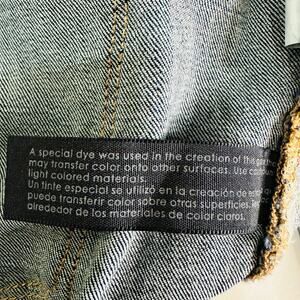 A special dye was used in the creation of this
may transfer color onto other surfaces. Use
light colored materials.
Un tinte especial se utilizó en la creación de
puede transferir color sobre otras superficies.
alrededor de los materiales de color claros.